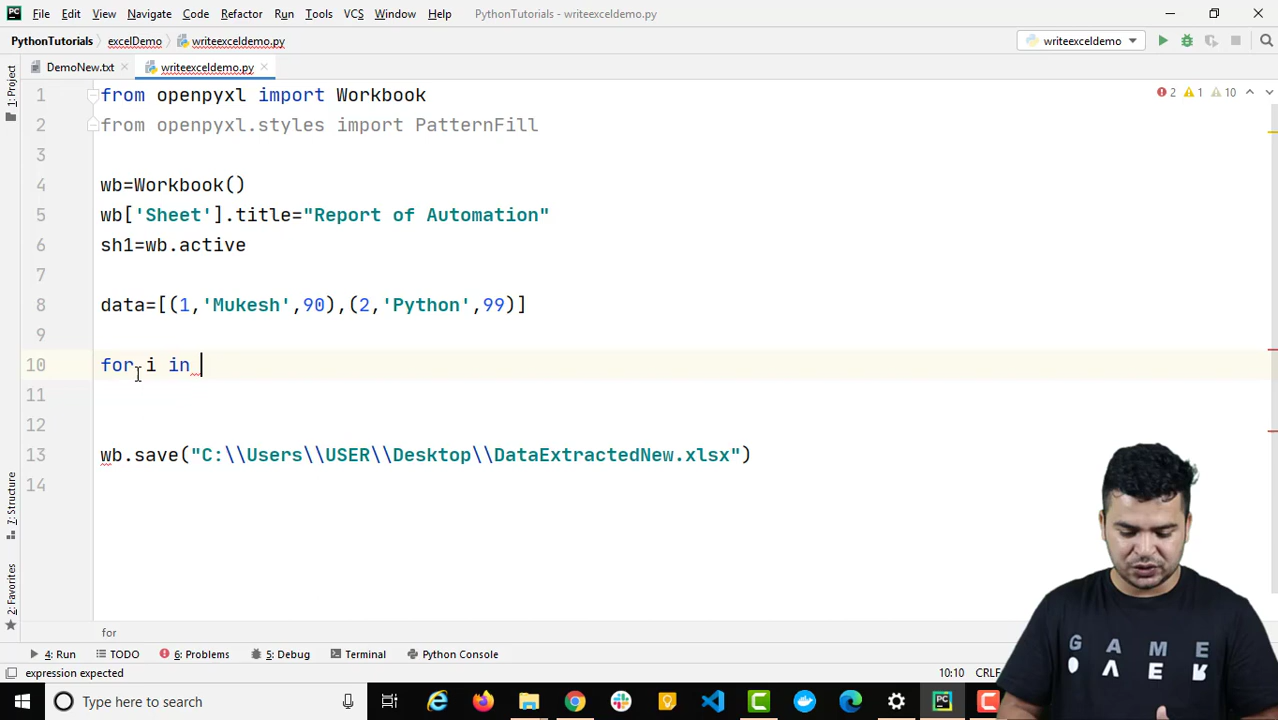 File Edit View Navigate Code Refactor Run Tools VCS Window Help PythonTutorials - writeexceldemo.py
PythonTutorials excelDemo writeexceldemo.py writeexceldemo
DemoNew.txt writeexceldemo.py
1: Project
2 1 10
1 from openpyxl import Workbook
2 from openpyxl.styles import PatternFill
3
4 wb=Workbook()
5 wb['Sheet'].title="Report of Automation"
6 sh1=wb.active
7
8 data=[(1,'Mukesh',90),(2,'Python',99)]
9
10 for i in
11
12
13 wb.save("C:\\Users\\USER\\Desktop\\DataExtractedNew.xlsx")
14
7: Structure
2: Favorites
for
4: Run TODO 6: Problems 5: Debug Terminal Python Console
expression expected 10:10 CRLF
Type here to search
GAME
OVER